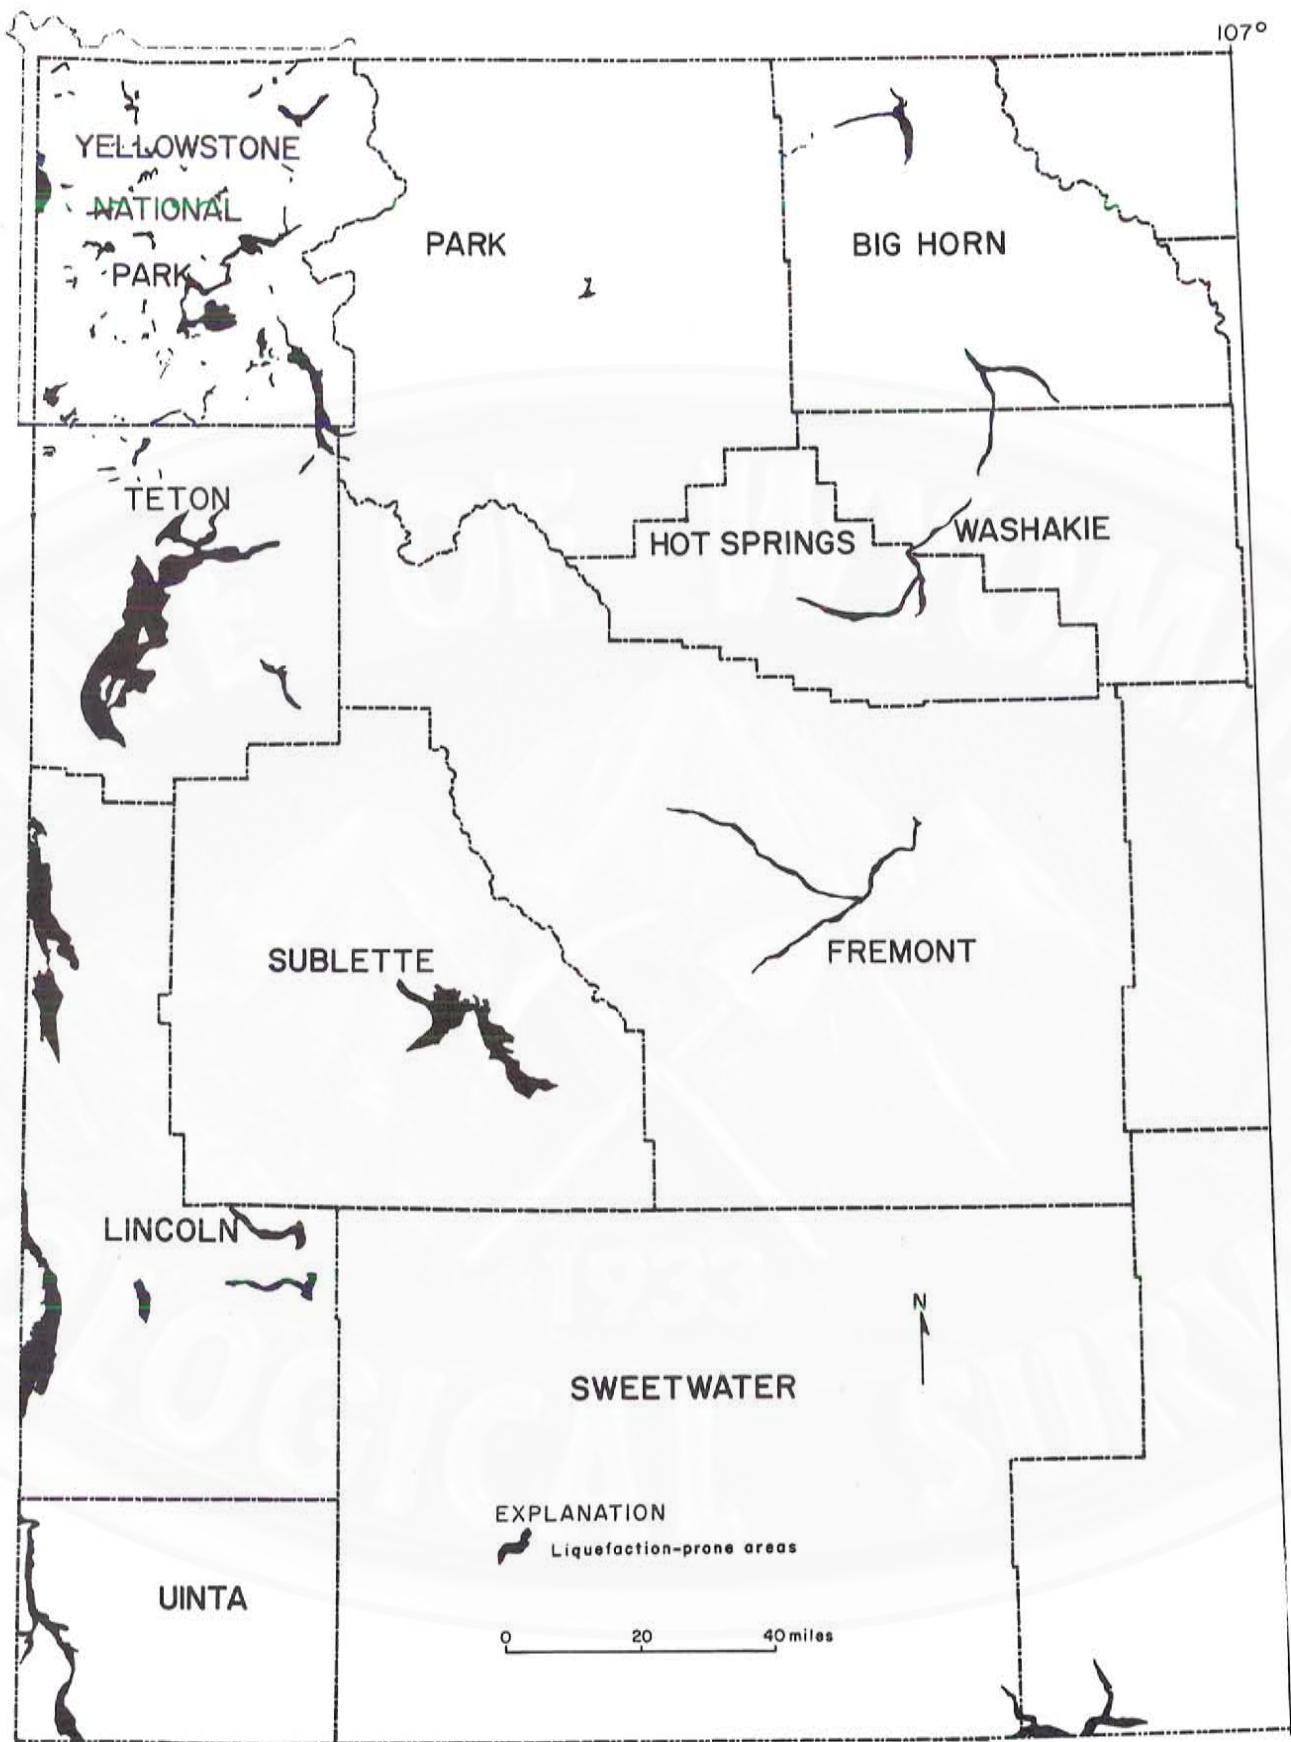 107°
YELLOWSTONE
NATIONAL
PARK
PARK
BIG HORN
TETON
HOT SPRINGS
WASHAKIE
SUBLETTE
FREMONT
LINCOLN
N
SWEETWATER
EXPLANATION
Liquefaction-prone areas
UINTA
0 20 40 miles
1933